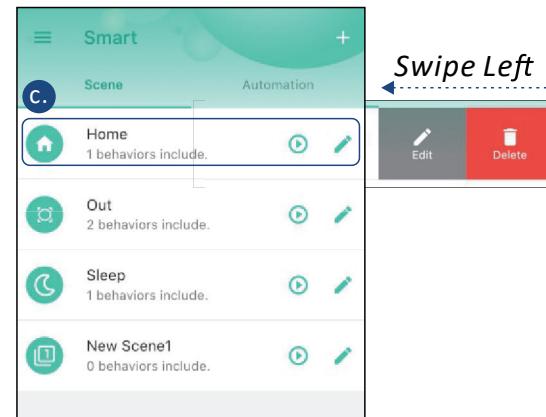 Smart
Scene Automation
Swipe Left
c.
Home
1 behaviors include.
Edit Delete
Out
2 behaviors include.
Sleep
1 behaviors include.
1
New Scene1
0 behaviors include.